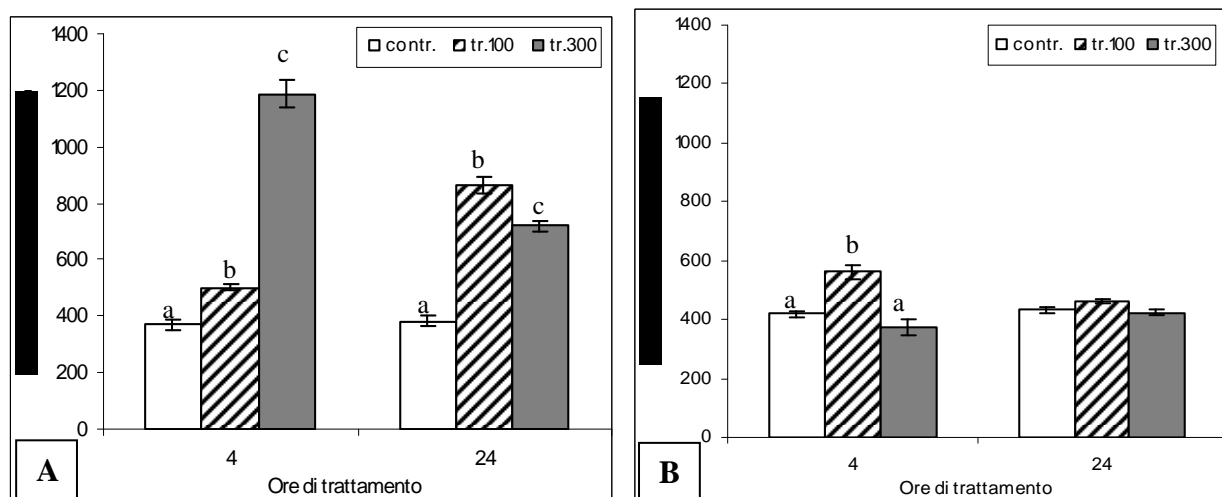 1400
contr. tr.100 tr.300
c
1200
1000
b
800
c
600
b
400
a
a
200
0
A
4
24
Ore di trattamento
1400
contr. tr.100 tr.300
1200
1000
800
600
b
400
a
a
200
0
B
4
24
Ore di trattamento